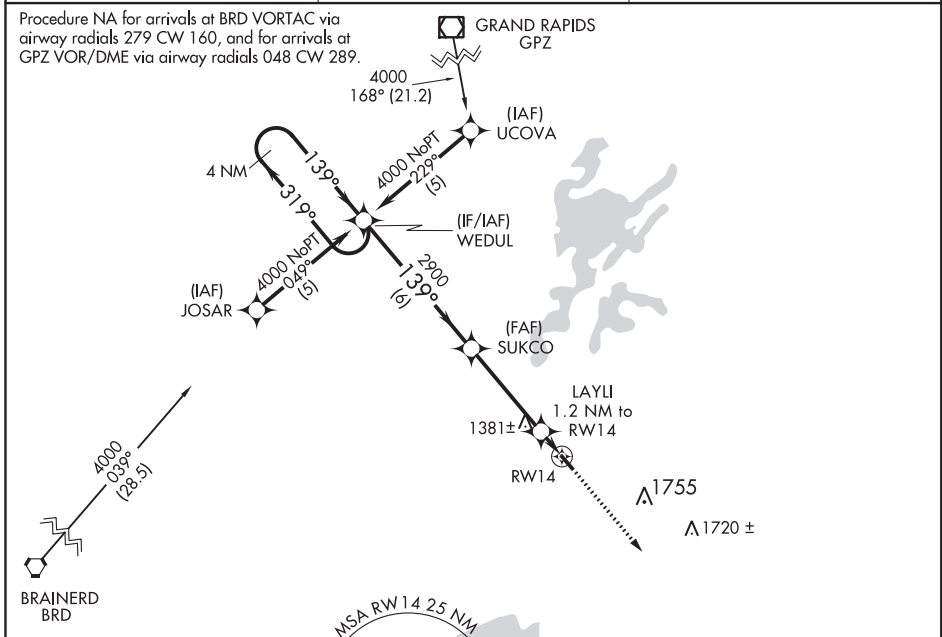 Procedure NA for arrivals at BRD VORTAC via
airway radials 279 CW 160, and for arrivals at
GPZ VOR/DME via airway radials 048 CW 289.
GRAND RAPIDS
GPZ
4000
168° (21.2)
(IAF)
UCOVA
4 NM
139°
319°
4000 NoPT
229°
(5)
(IF/IAF)
WEDUL
4000 NoPT
049°
(5)
(IAF)
JOSAR
2900
139°
(6)
(FAF)
SUKCO
LAYLI
1.2 NM to
RW14
1381±
RW14
1755
1720 ±
4000
039°
(28.5)
BRAINERD
BRD
MSA RW14 25 NM